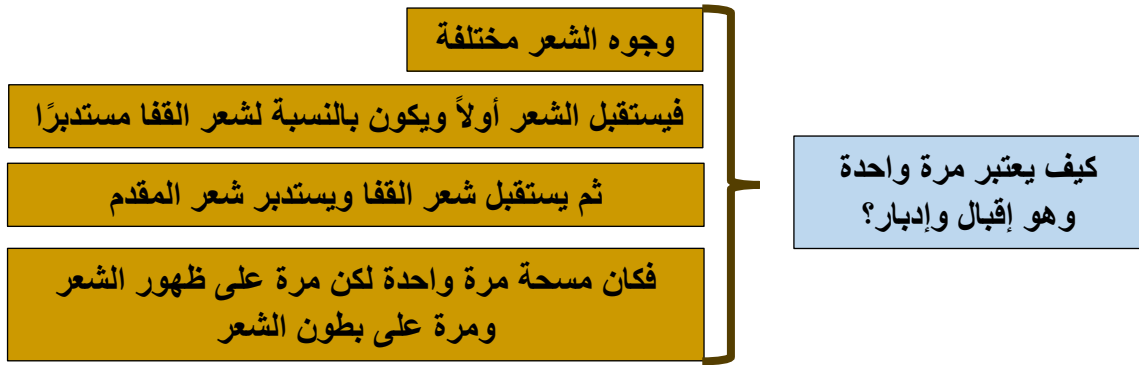 كيف يعتبر مرة واحدة
وهو إقبال وإدبار؟
وجوه الشعر مختلفة
فيستقبل الشعر أولاً ويكون بالنسبة لشعر القفا مستدبرًا
ثم يستقبل شعر القفا ويستدبر شعر المقدم
فكان مسحة مرة واحدة لكن مرة على ظهور الشعر
ومرة على بطون الشعر